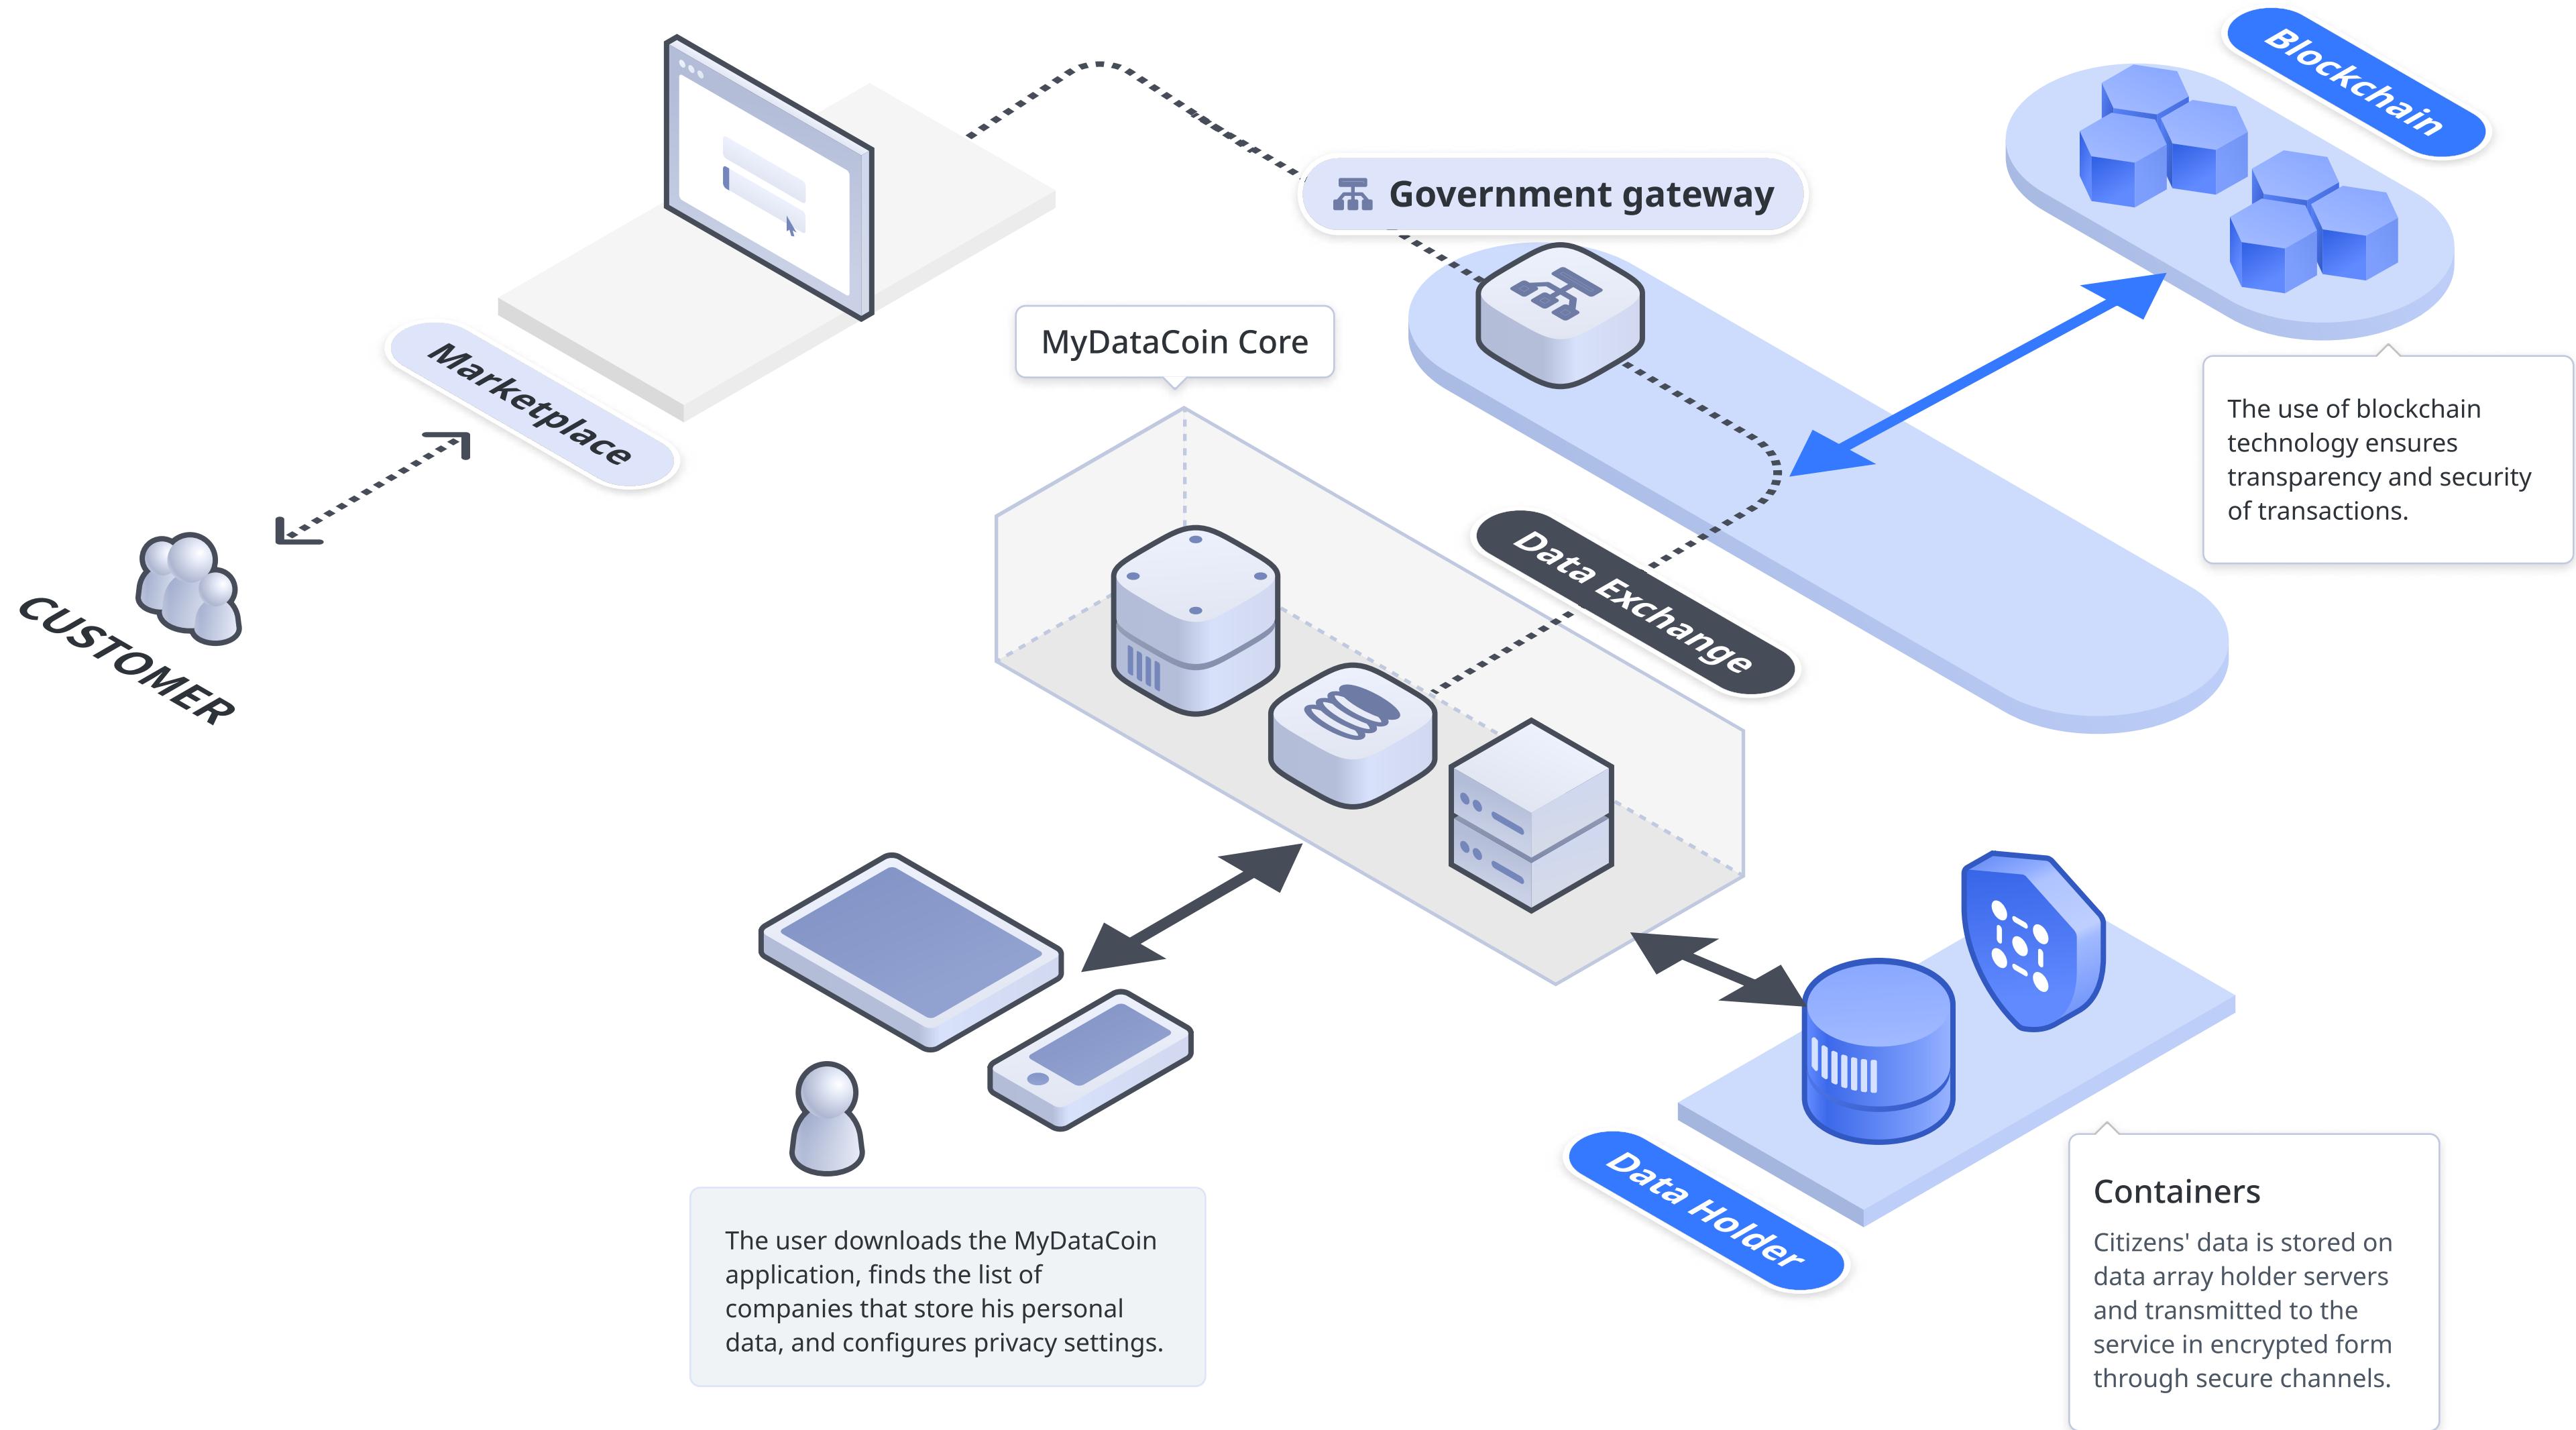 Blockchain
Government gateway
MyDataCoin Core
Marketplace
The use of blockchain
technology ensures
transparency and security
of transactions.
Data Exchange
CUSTOMER
Data Holder
Containers
Citizens' data is stored on
data array holder servers
and transmitted to the
service in encrypted form
through secure channels.
The user downloads the MyDataCoin
application, finds the list of
companies that store his personal
data, and configures privacy settings.